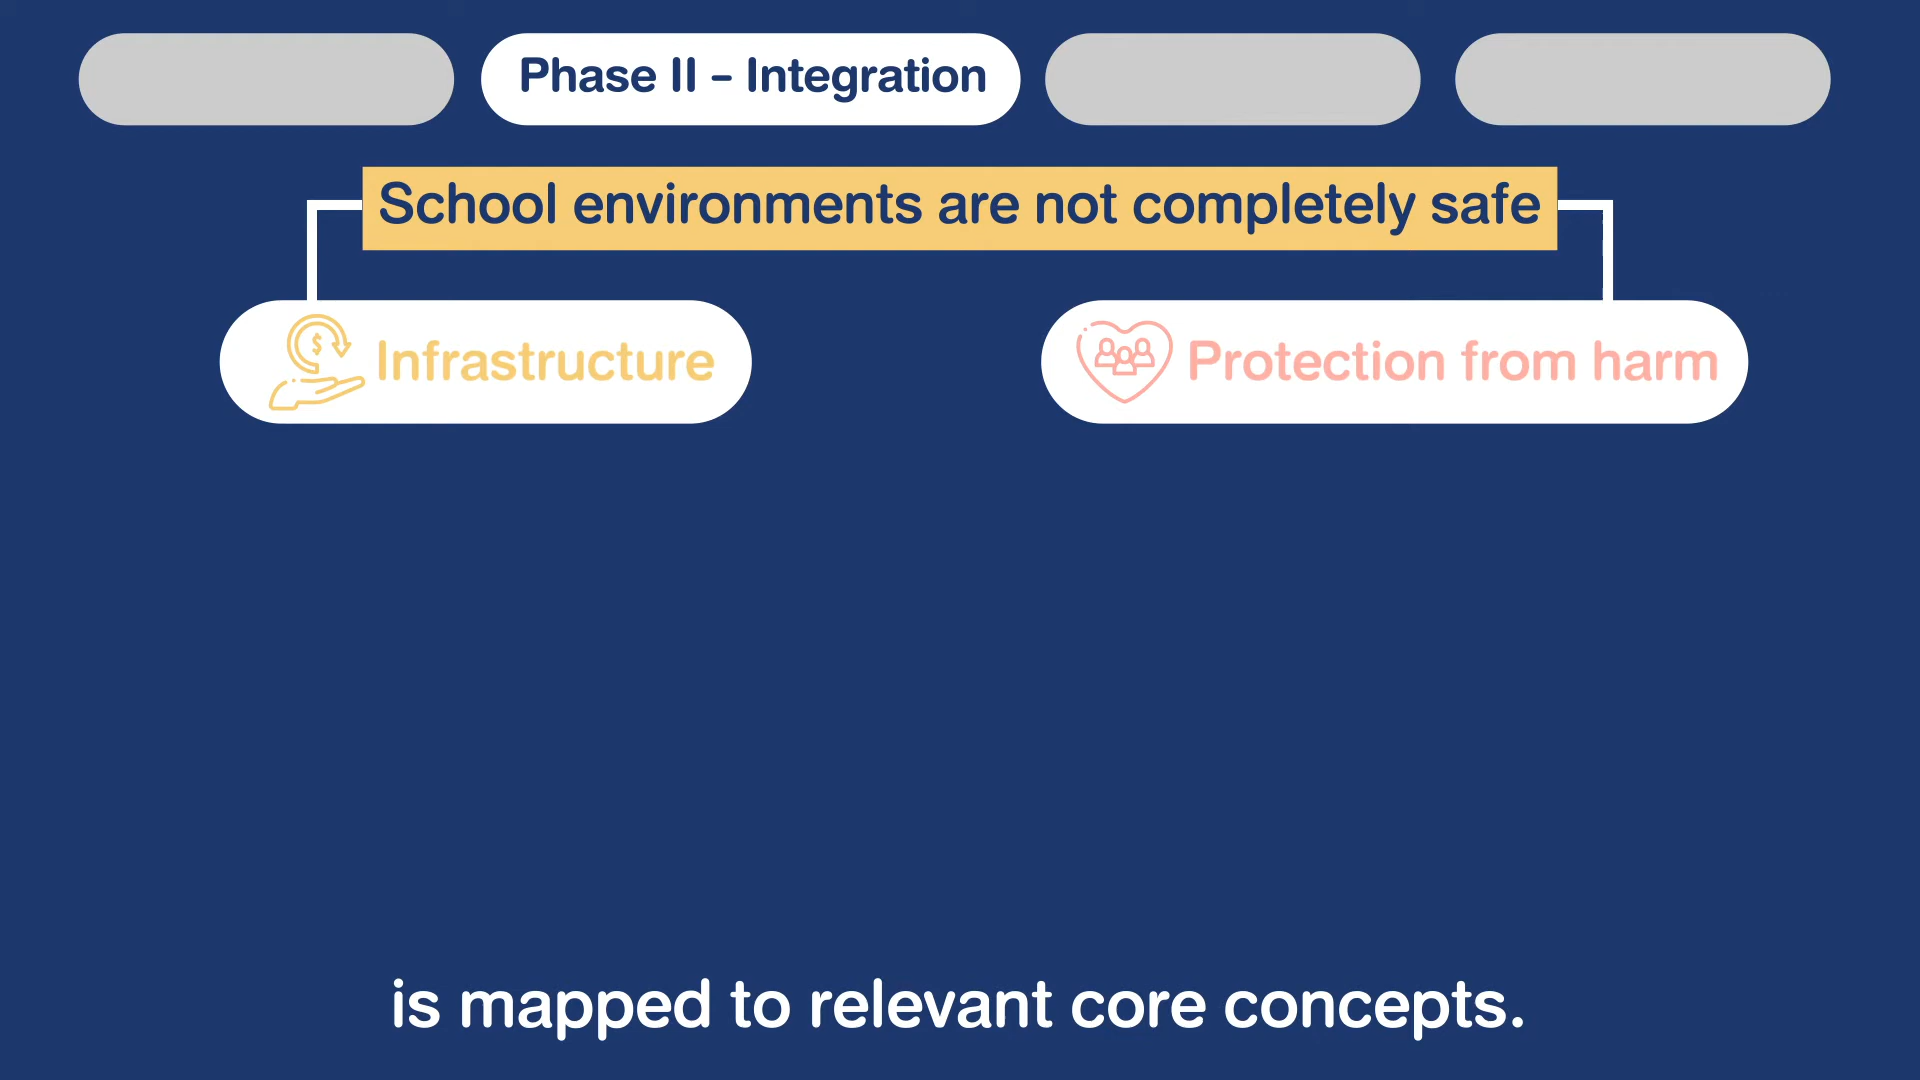 Phase II – Integration
School environments are not completely safe
$ Infrastructure
Protection from harm
is mapped to relevant core concepts.